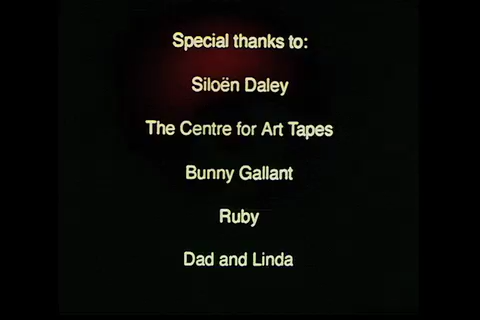 Special thanks to:
Siloën Daley
The Centre for Art Tapes
Bunny Gallant
Ruby
Dad and Linda